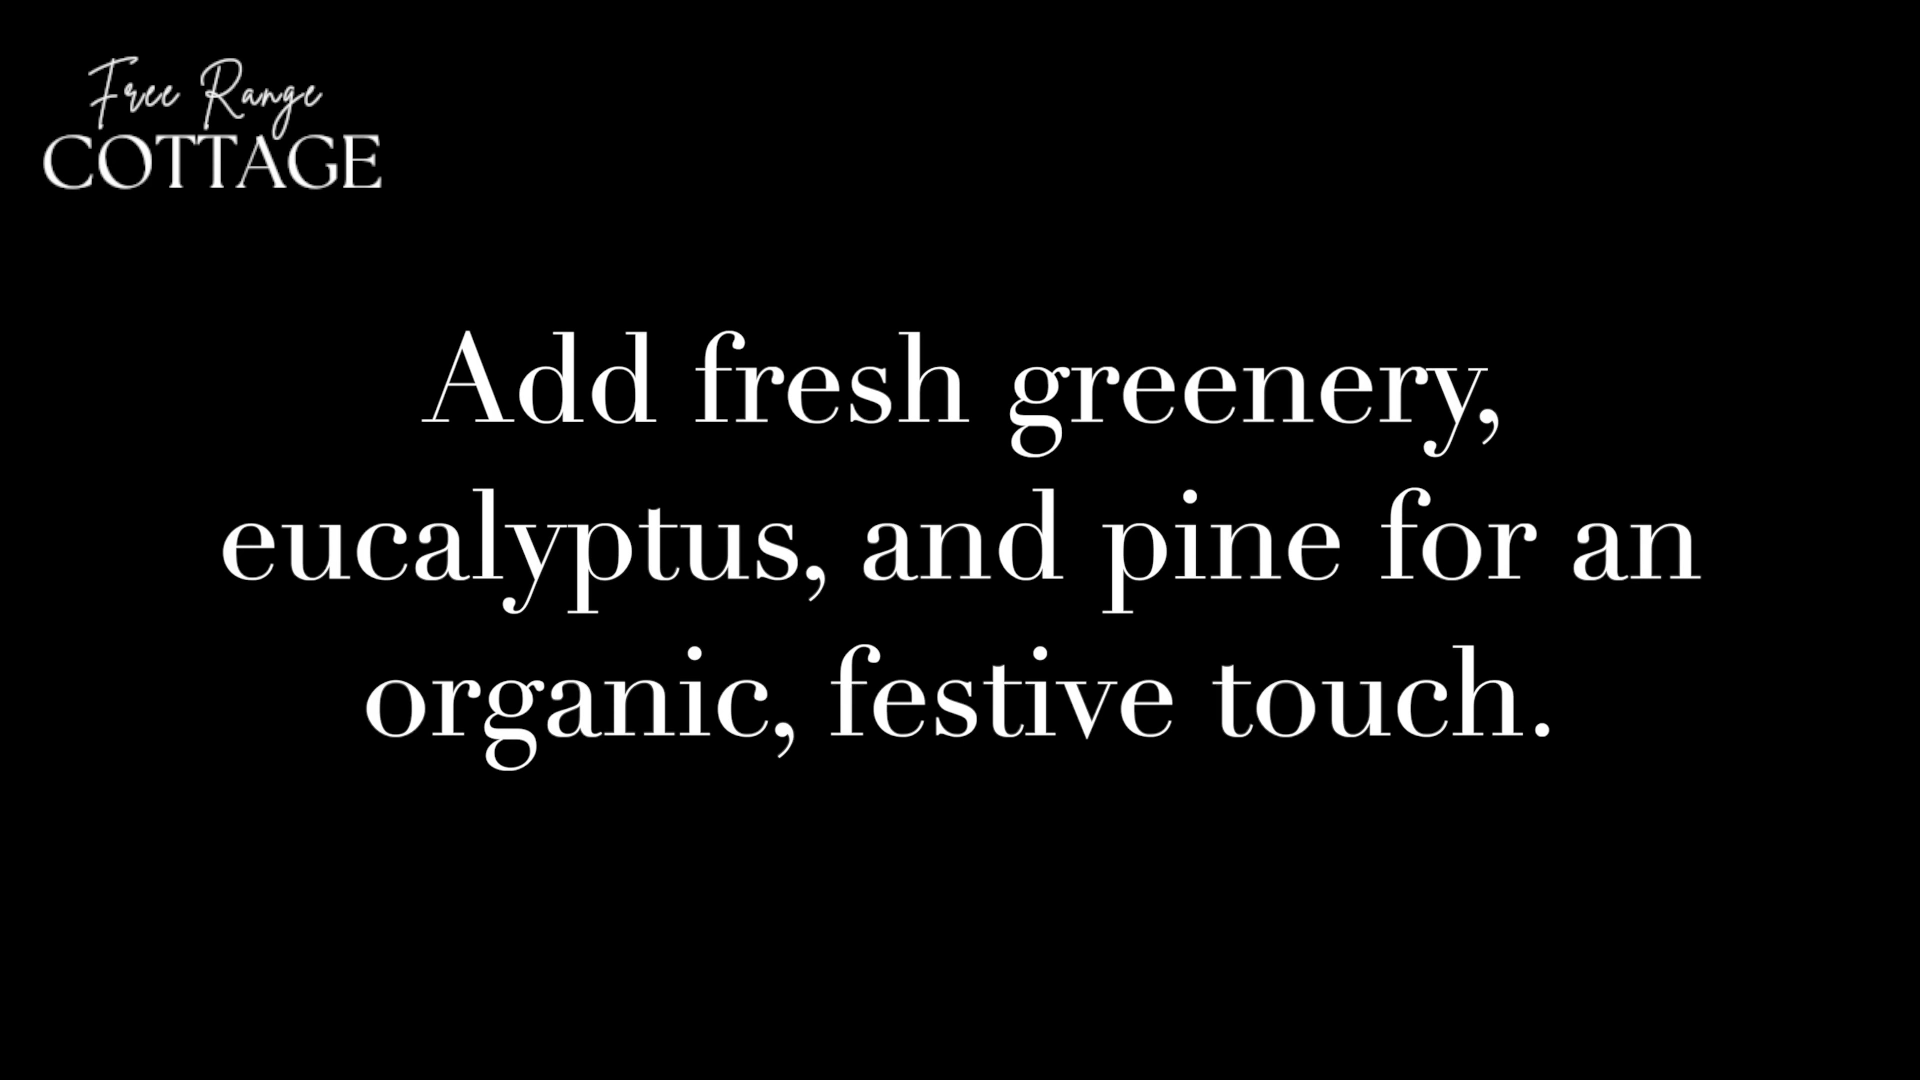 Free Range
COTTAGE
Add fresh greenery,
eucalyptus, and pine for an
organic, festive touch.